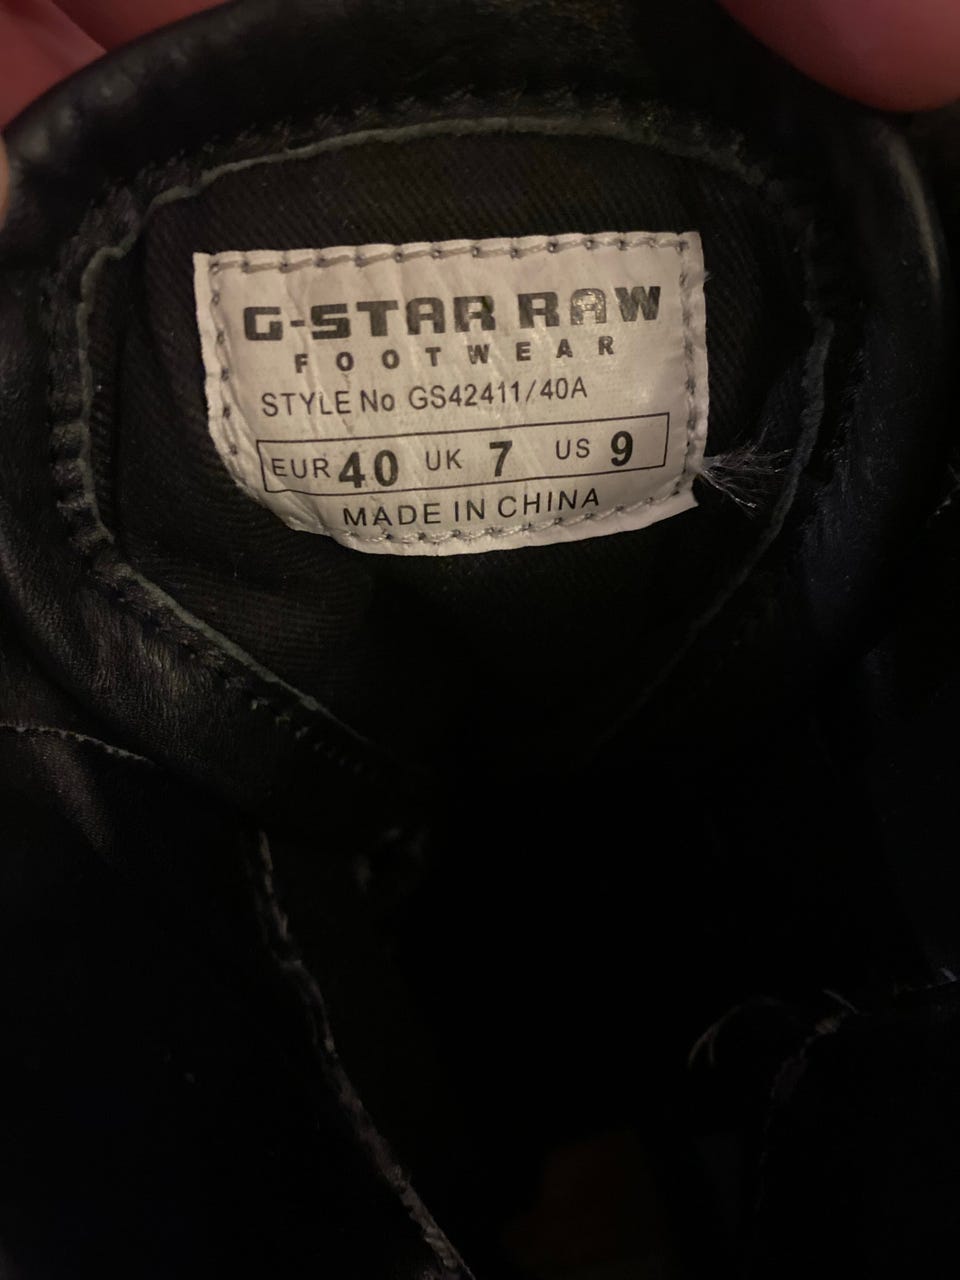 G-STAR RAW
FOOTWEAR
STYLE No GS42411/40A
EUR 40 UK 7 US 9
MADE IN CHINA